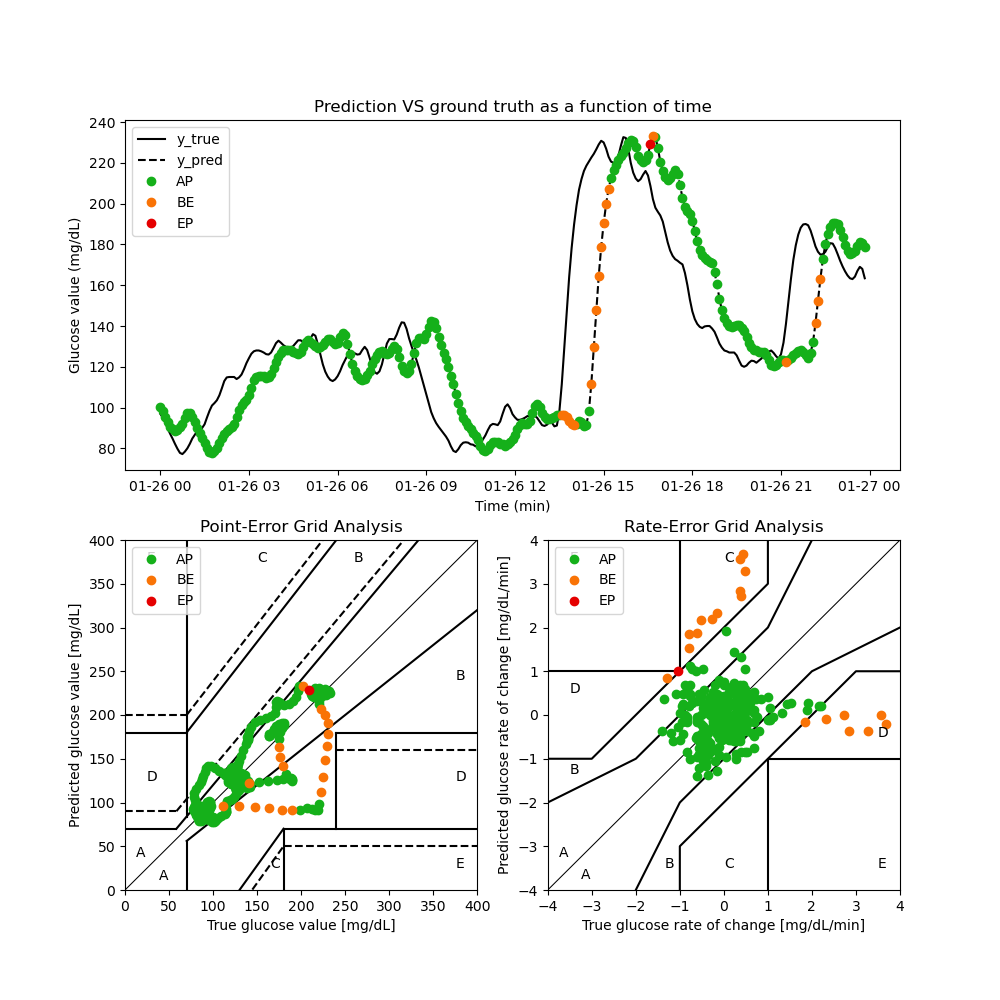 Prediction VS ground truth as a function of time
Glucose value (mg/dL)
240
220
200
180
160
140
120
100
80
y_true
y_pred
AP
BE
EP
01-26 00 01-26 03 01-26 06 01-26 09 01-26 12 01-26 15 01-26 18 01-26 21 01-27 00
Time (min)
Point-Error Grid Analysis
Predicted glucose value [mg/dL]
400
350
300
250
200
150
100
50
0
AP
BE
EP
C B
B
D D
A
A
C E
0 50 100 150 200 250 300 350 400
True glucose value [mg/dL]
Rate-Error Grid Analysis
Predicted glucose rate of change [mg/dL/min]
4
3
2
1
0
−1
−2
−3
−4
AP
BE
EP
C
D
D
B
A
A
B C E
−4 −3 −2 −1 0 1 2 3 4
True glucose rate of change [mg/dL/min]